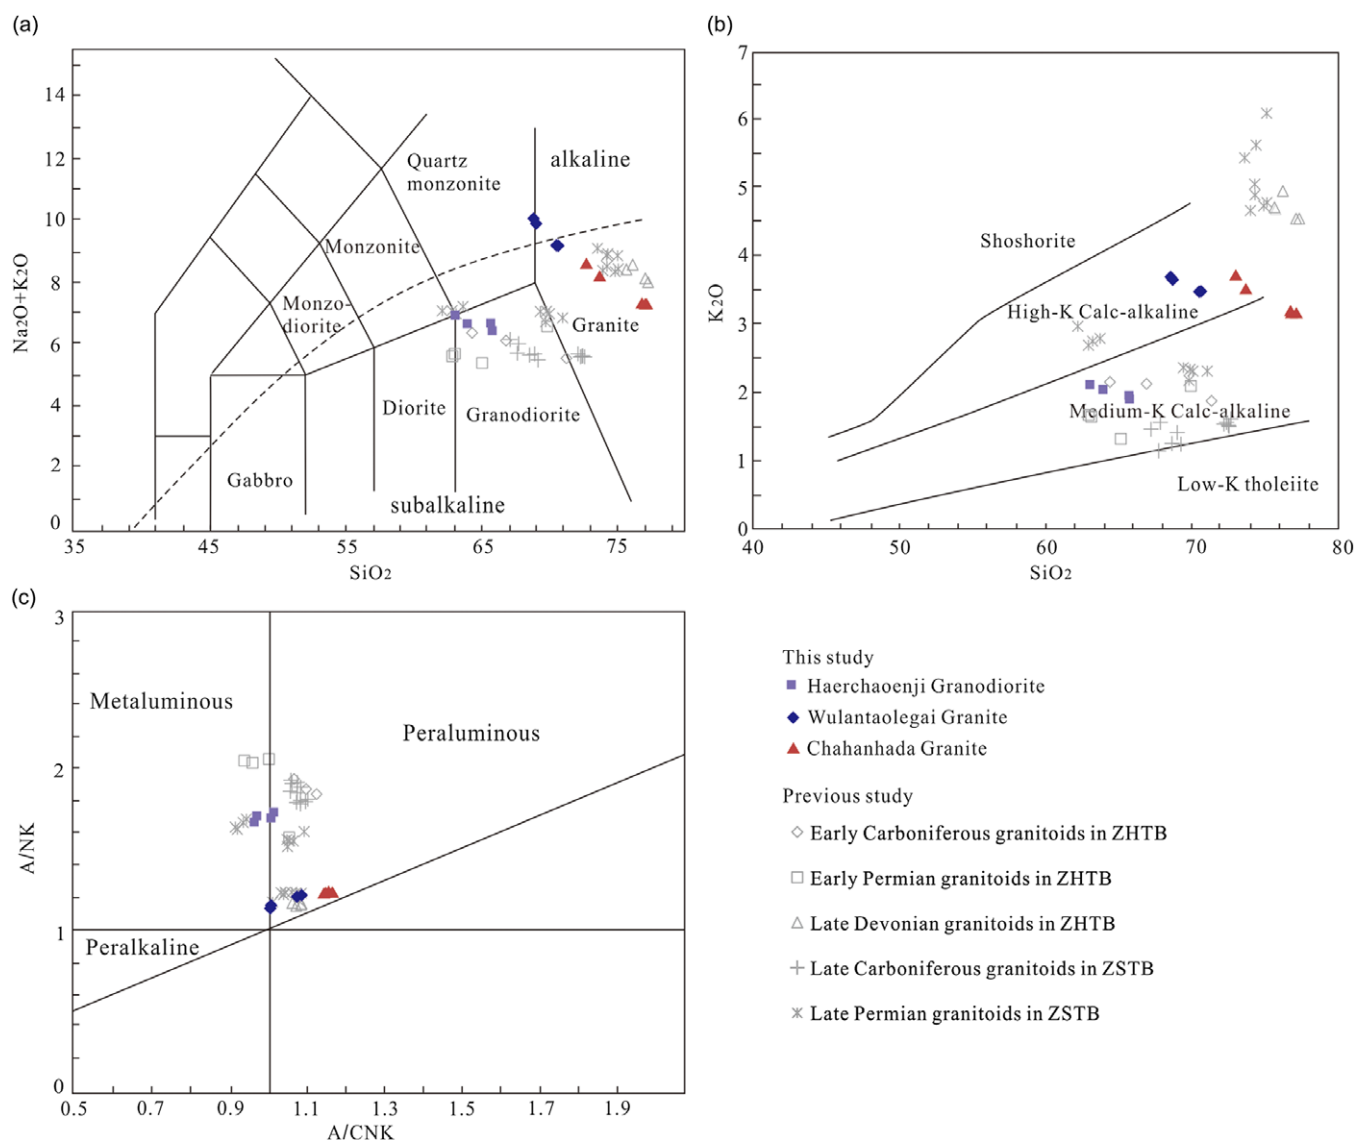 (a)
14
12
10
8
6
4
2
0
Na2O+K2O
35
45
55
65
75
SiO2
Quartz
monzonite
alkaline
Monzonite
Monzo-
diorite
Granite
Diorite
Granodiorite
Gabbro
subalkaline
(b)
7
6
5
4
3
2
1
0
K2O
40
50
60
70
80
SiO2
Shoshorite
High-K Calc-alkaline
Medium-K Calc-alkaline
Low-K tholeiite
(c)
3
2
1
0
A/NK
0.5
0.7
0.9
1.1
1.3
1.5
1.7
1.9
A/CNK
Metaluminous
Peraluminous
Peralkaline
This study
Haerchaoenji Granodiorite
Wulantaolegai Granite
Chahanhada Granite
Previous study
Early Carboniferous granitoids in ZHTB
Early Permian granitoids in ZHTB
Late Devonian granitoids in ZHTB
Late Carboniferous granitoids in ZSTB
Late Permian granitoids in ZSTB